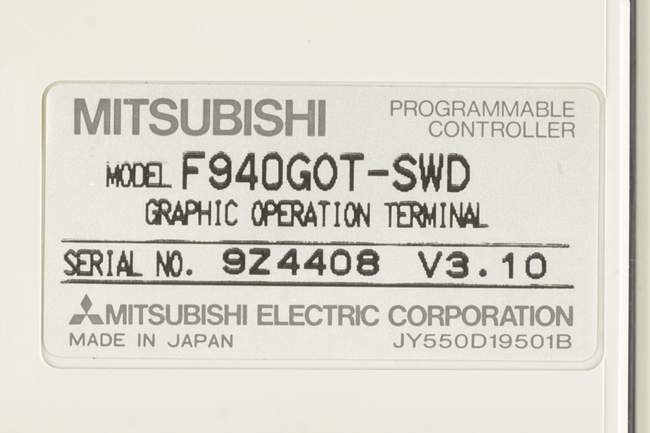 MITSUBISHI
PROGRAMMABLE
CONTROLLER
MODEL F940GOT-SWD
GRAPHIC OPERATION TERMINAL
SERIAL NO. 9Z4408 V3.10
MITSUBISHI ELECTRIC CORPORATION
MADE IN JAPAN JY550D19501B